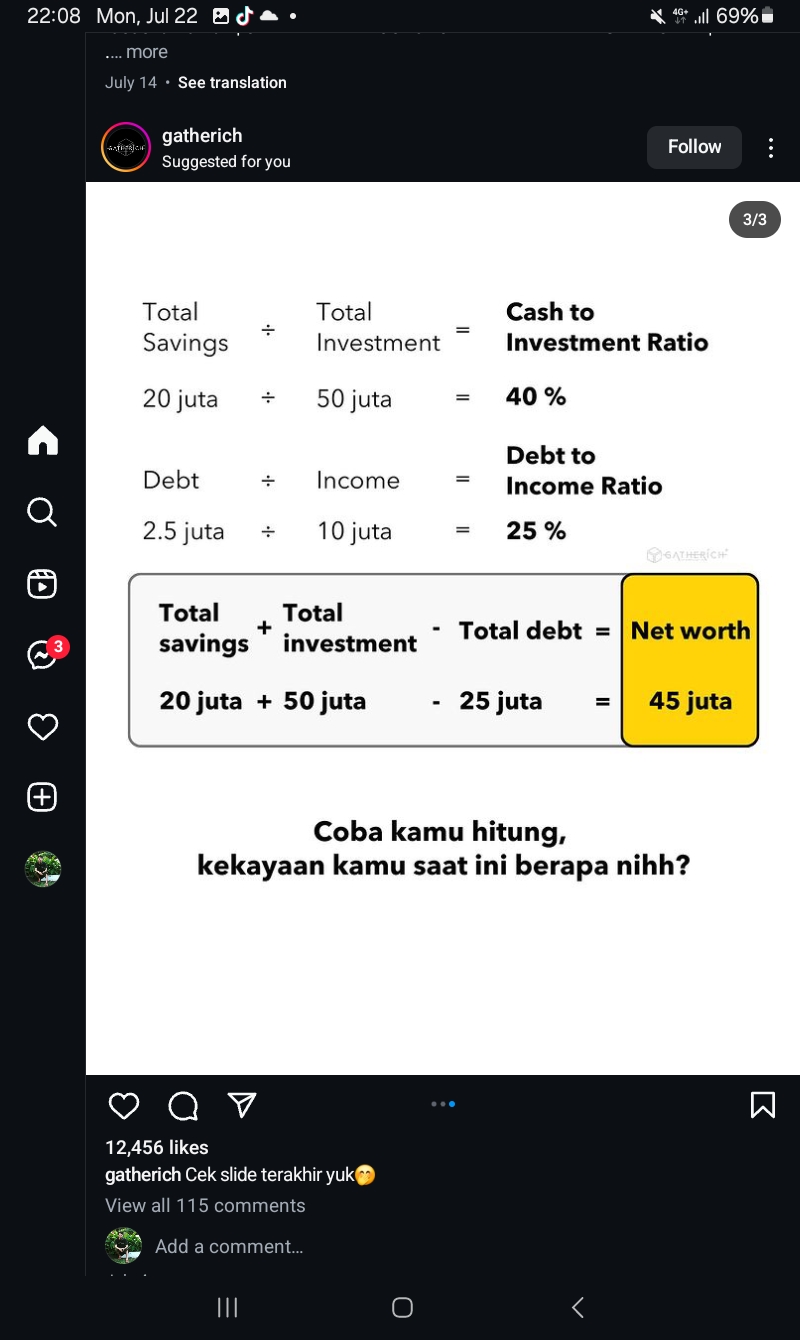 22:08 Mon, Jul 22 4G+ 69%
.... more
July 14 • See translation
GATHERICH
gatherich
Suggested for you
Follow
3/3
Total Savings ÷ Total Investment = Cash to Investment Ratio
20 juta ÷ 50 juta = 40 %
Debt ÷ Income = Debt to Income Ratio
2.5 juta ÷ 10 juta = 25 %
GATHERICH
Total savings + Total investment - Total debt = Net worth
20 juta + 50 juta - 25 juta = 45 juta
Coba kamu hitung,
kekayaan kamu saat ini berapa nihh?
3
12,456 likes
gatherich Cek slide terakhir yuk🤭
View all 115 comments
Add a comment...